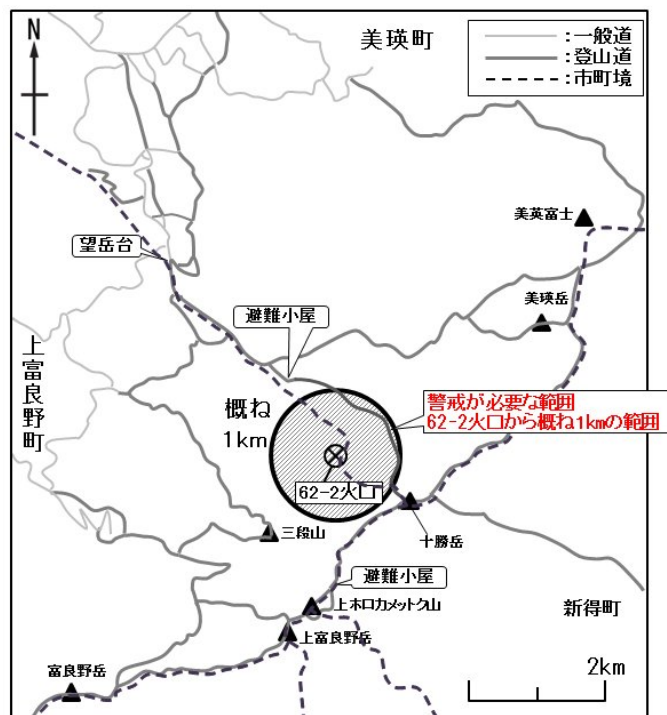 N
美瑛町
：一般道
：登山道
：市町境
美英富士
望岳台
美瑛岳
避難小屋
上富良野町
概ね
1km
警戒が必要な範囲
62-2火口から概ね1kmの範囲
62-2火口
三段山
十勝岳
避難小屋
上ホロカメットク山
新得町
上富良野岳
富良野岳
2km